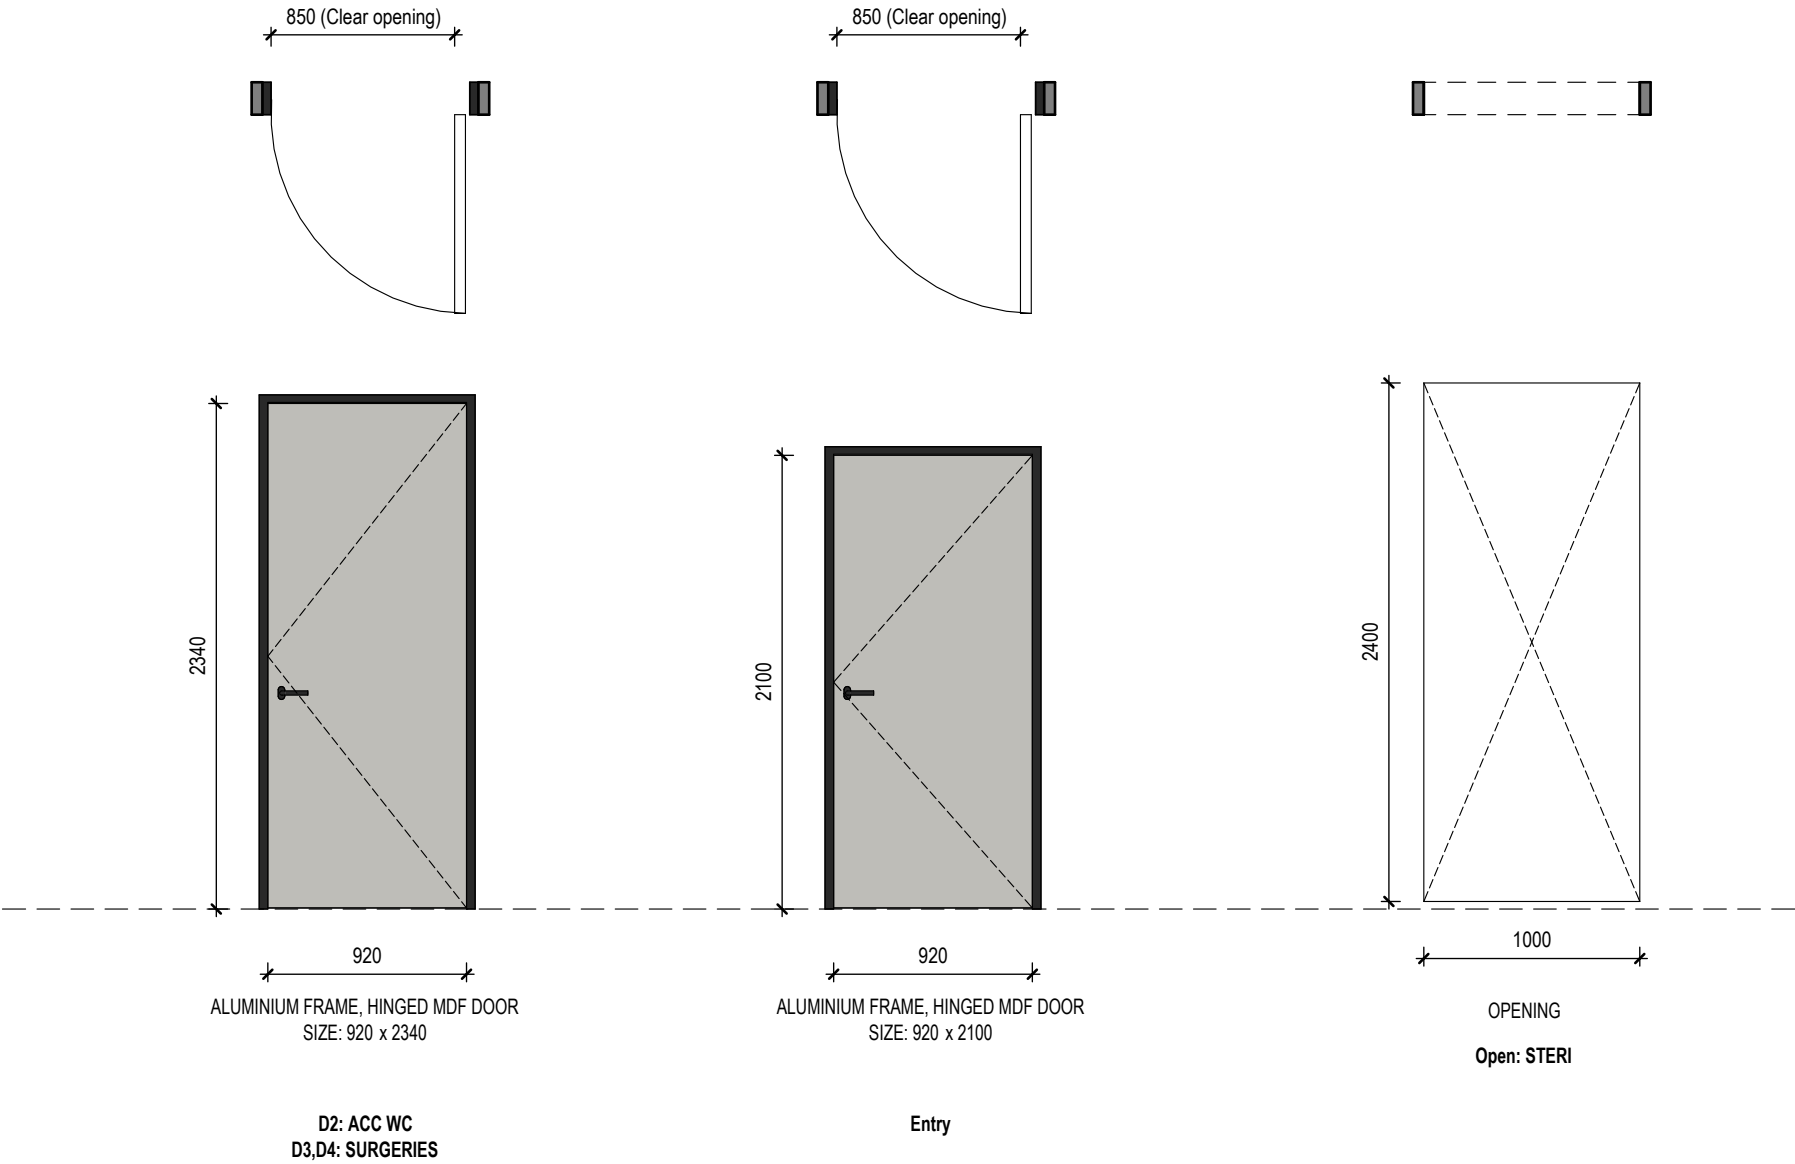 850 (Clear opening)
850 (Clear opening)
2340
2100
2400
920
920
1000
ALUMINIUM FRAME, HINGED MDF DOOR
SIZE: 920 x 2340
ALUMINIUM FRAME, HINGED MDF DOOR
SIZE: 920 x 2100
OPENING
Open: STERI
D2: ACC WC
D3,D4: SURGERIES
Entry